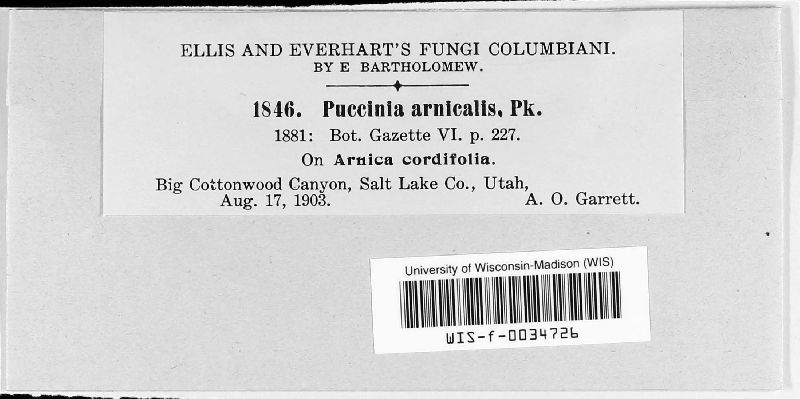 ELLIS AND EVERHART'S FUNGI COLUMBIANI.
BY E BARTHOLOMEW.
1846. Puccinia arnicalis, Pk.
1881: Bot. Gazette VI. p. 227.
On Arnica cordifolia.
Big Cottonwood Canyon, Salt Lake Co., Utah,
Aug. 17, 1903. A. O. Garrett.
University of Wisconsin-Madison (WIS)
WIS-f-0034726